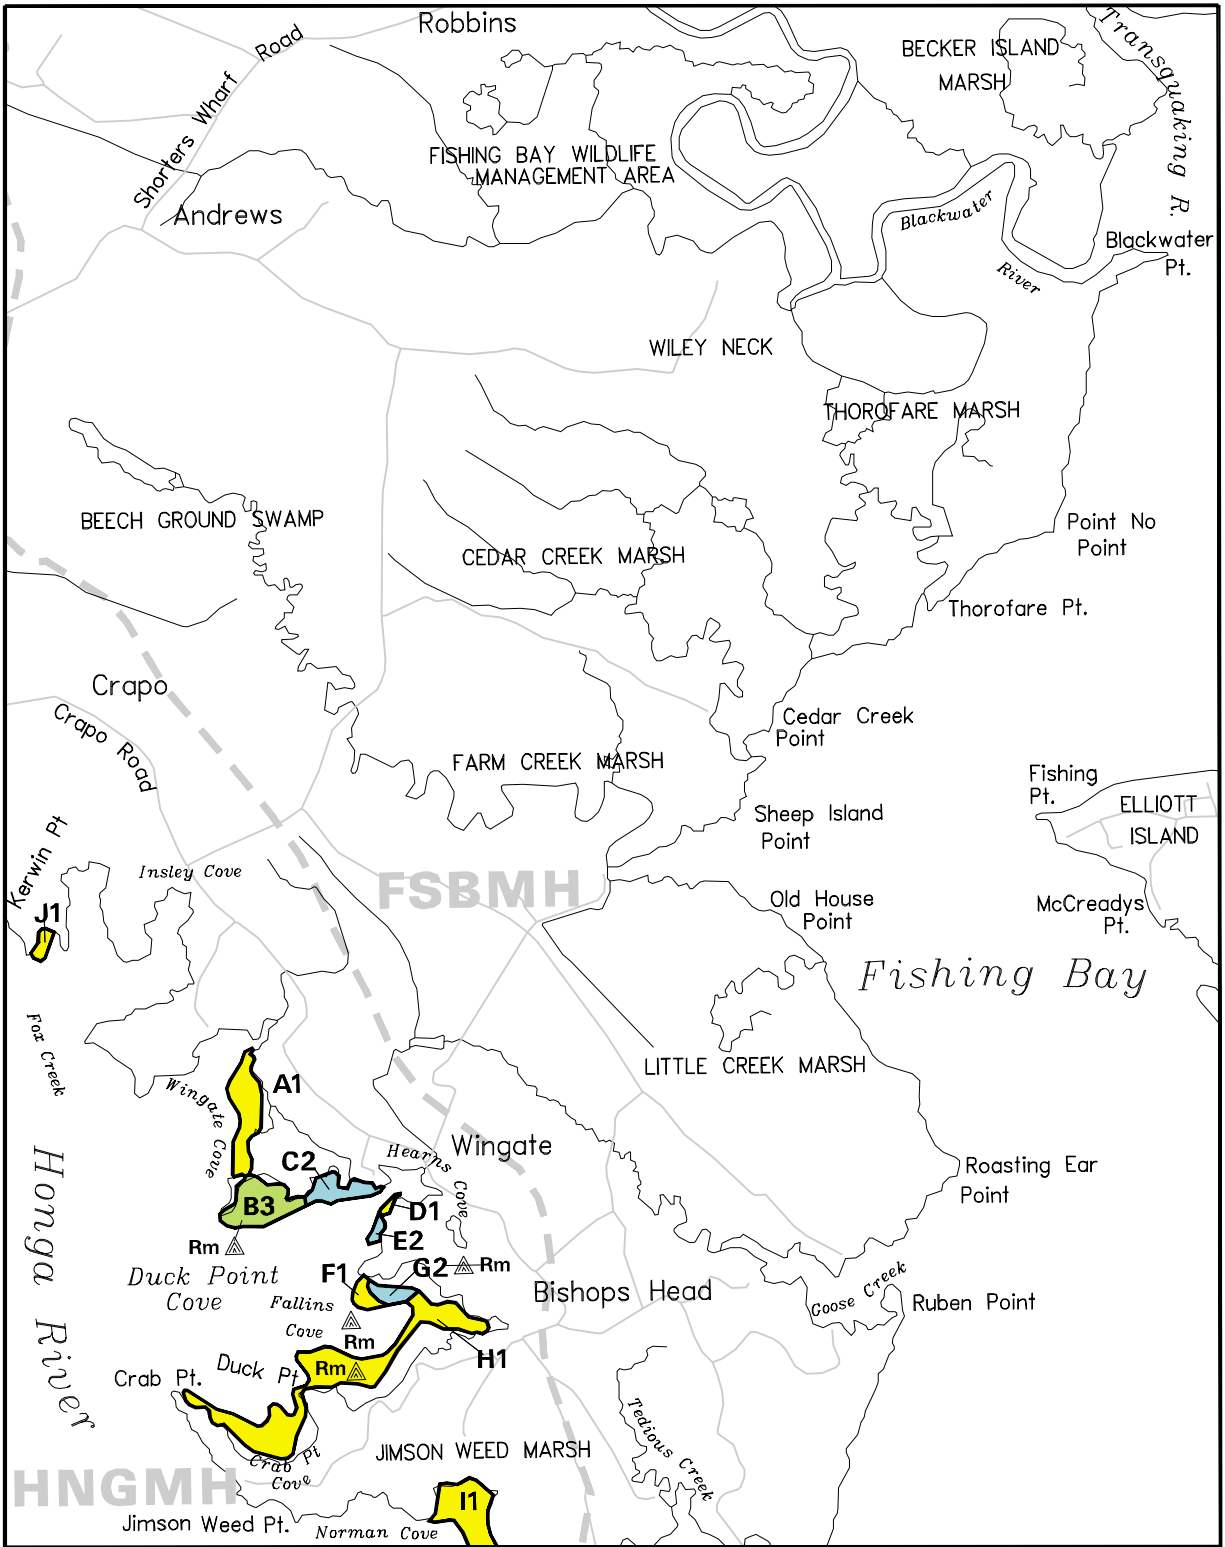 Robbins
Transquaking R.
BECKER ISLAND
MARSH
Shorters Wharf Road
FISHING BAY WILDLIFE
MANAGEMENT AREA
Andrews
Blackwater
River
Blackwater
Pt.
WILEY NECK
THOROFARE MARSH
BEECH GROUND SWAMP
CEDAR CREEK MARSH
Point No
Point
Thorofare Pt.
Crapo
Crapo Road
Cedar Creek
Point
FARM CREEK MARSH
Fishing
Pt.
ELLIOTT
ISLAND
Sheep Island
Point
Kerwin Pt
Insley Cove
FSBMH
Old House
Point
McCreadys
Pt.
J1
Fishing Bay
Fox Creek
LITTLE CREEK MARSH
Wingate Cove
A1
Wingate
Hearns Cove
C2
Roasting Ear
Point
B3
D1
E2
Rm
Honga River
Duck Point
Cove
F1
G2
Rm
Bishops Head
Goose Creek
Ruben Point
Fallins
Cove
Rm
H1
Duck Pt
Rm
Crab Pt.
Tedious Creek
Crab Pt
Cove
JIMSON WEED MARSH
HNGMH
I1
Jimson Weed Pt.
Norman Cove